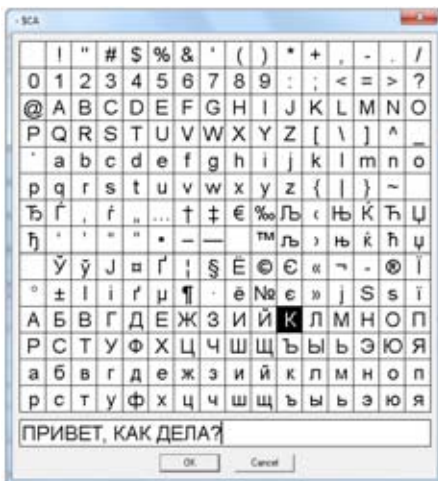 - SCA
! " # $ % & ' ( ) * + , - . /
0 1 2 3 4 5 6 7 8 9 : ; < = > ?
@ A B C D E F G H I J K L M N O
P Q R S T U V W X Y Z [ \ ] ^ _
` a b c d e f g h i j k l m n o
p q r s t u v w x y z { | } ~
Ђ Ѓ ‚ ѓ „ … † ‡ € ‰ Љ ‹ Њ Ќ Ћ Џ
ђ ‘ ’ “ ” • – — ™ љ › њ ќ ћ џ
Ў ў Ј ¤ Ґ ¦ § Ё © Є « ¬ - ® Ї
° ± І і ґ µ ¶ · ё № є » ј Ѕ ѕ ї
А Б В Г Д Е Ж З И Й К Л М Н О П
Р С Т У Ф Х Ц Ч Ш Щ Ъ Ы Ь Э Ю Я
а б в г д е ж з и й к л м н о п
р с т у ф х ц ч ш щ ъ ы ь э ю я
ПРИВЕТ, КАК ДЕЛА?
OK Cancel